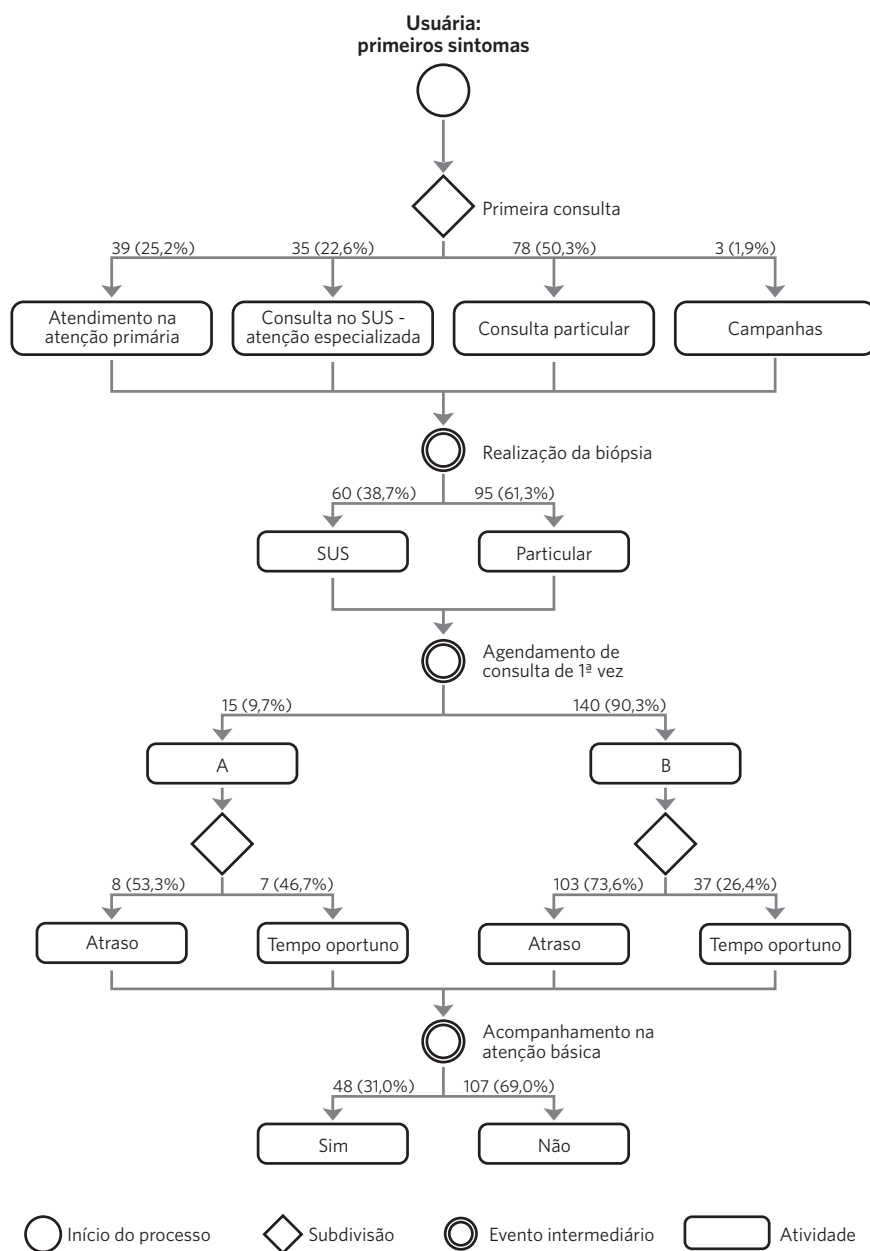 Usuária:
primeiros sintomas
Primeira consulta
39 (25,2%)
35 (22,6%)
78 (50,3%)
3 (1,9%)
Atendimento na
atenção primária
Consulta no SUS -
atenção especializada
Consulta particular
Campanhas
Realização da biópsia
60 (38,7%)
95 (61,3%)
SUS
Particular
Agendamento de
consulta de 1ª vez
15 (9,7%)
140 (90,3%)
A
B
8 (53,3%)
7 (46,7%)
103 (73,6%)
37 (26,4%)
Atraso
Tempo oportuno
Atraso
Tempo oportuno
Acompanhamento na
atenção básica
48 (31,0%)
107 (69,0%)
Sim
Não
Início do processo
Subdivisão
Evento intermediário
Atividade